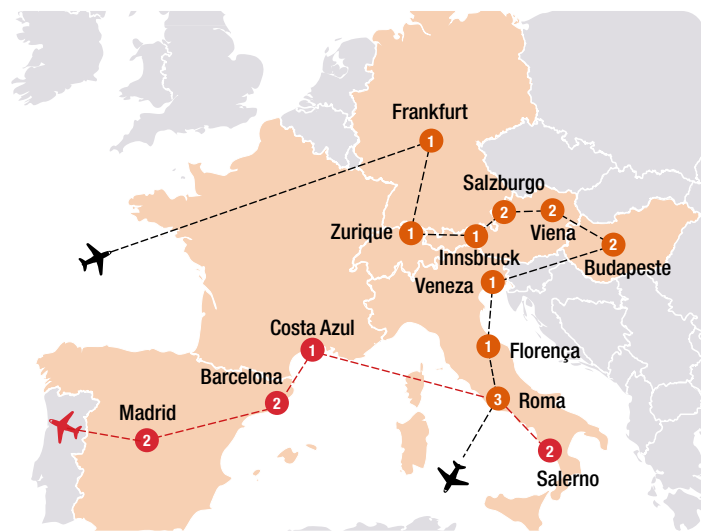 Frankfurt
1
Salzburgo
2
2
Zurique
1
1
Viena
2
Innsbruck
Budapeste
Veneza
1
Costa Azul
1
1
Florença
Barcelona
2
3
Roma
Madrid
2
2
Salerno